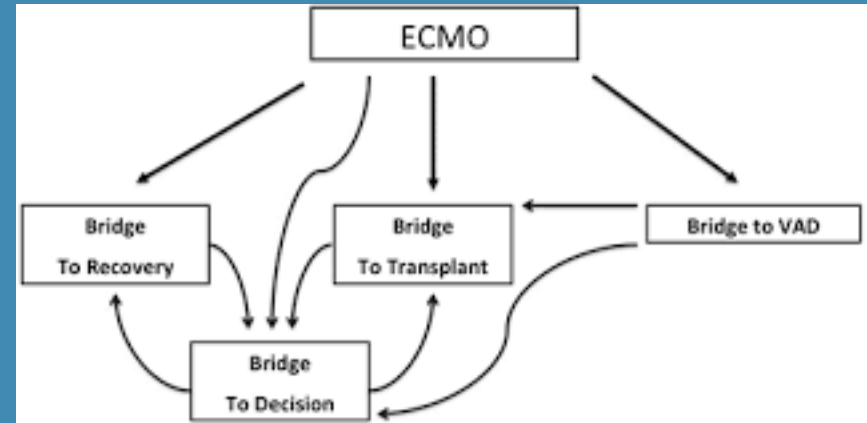 ECMO
Bridge
To Recovery
Bridge
To Transplant
Bridge to VAD
Bridge
To Decision